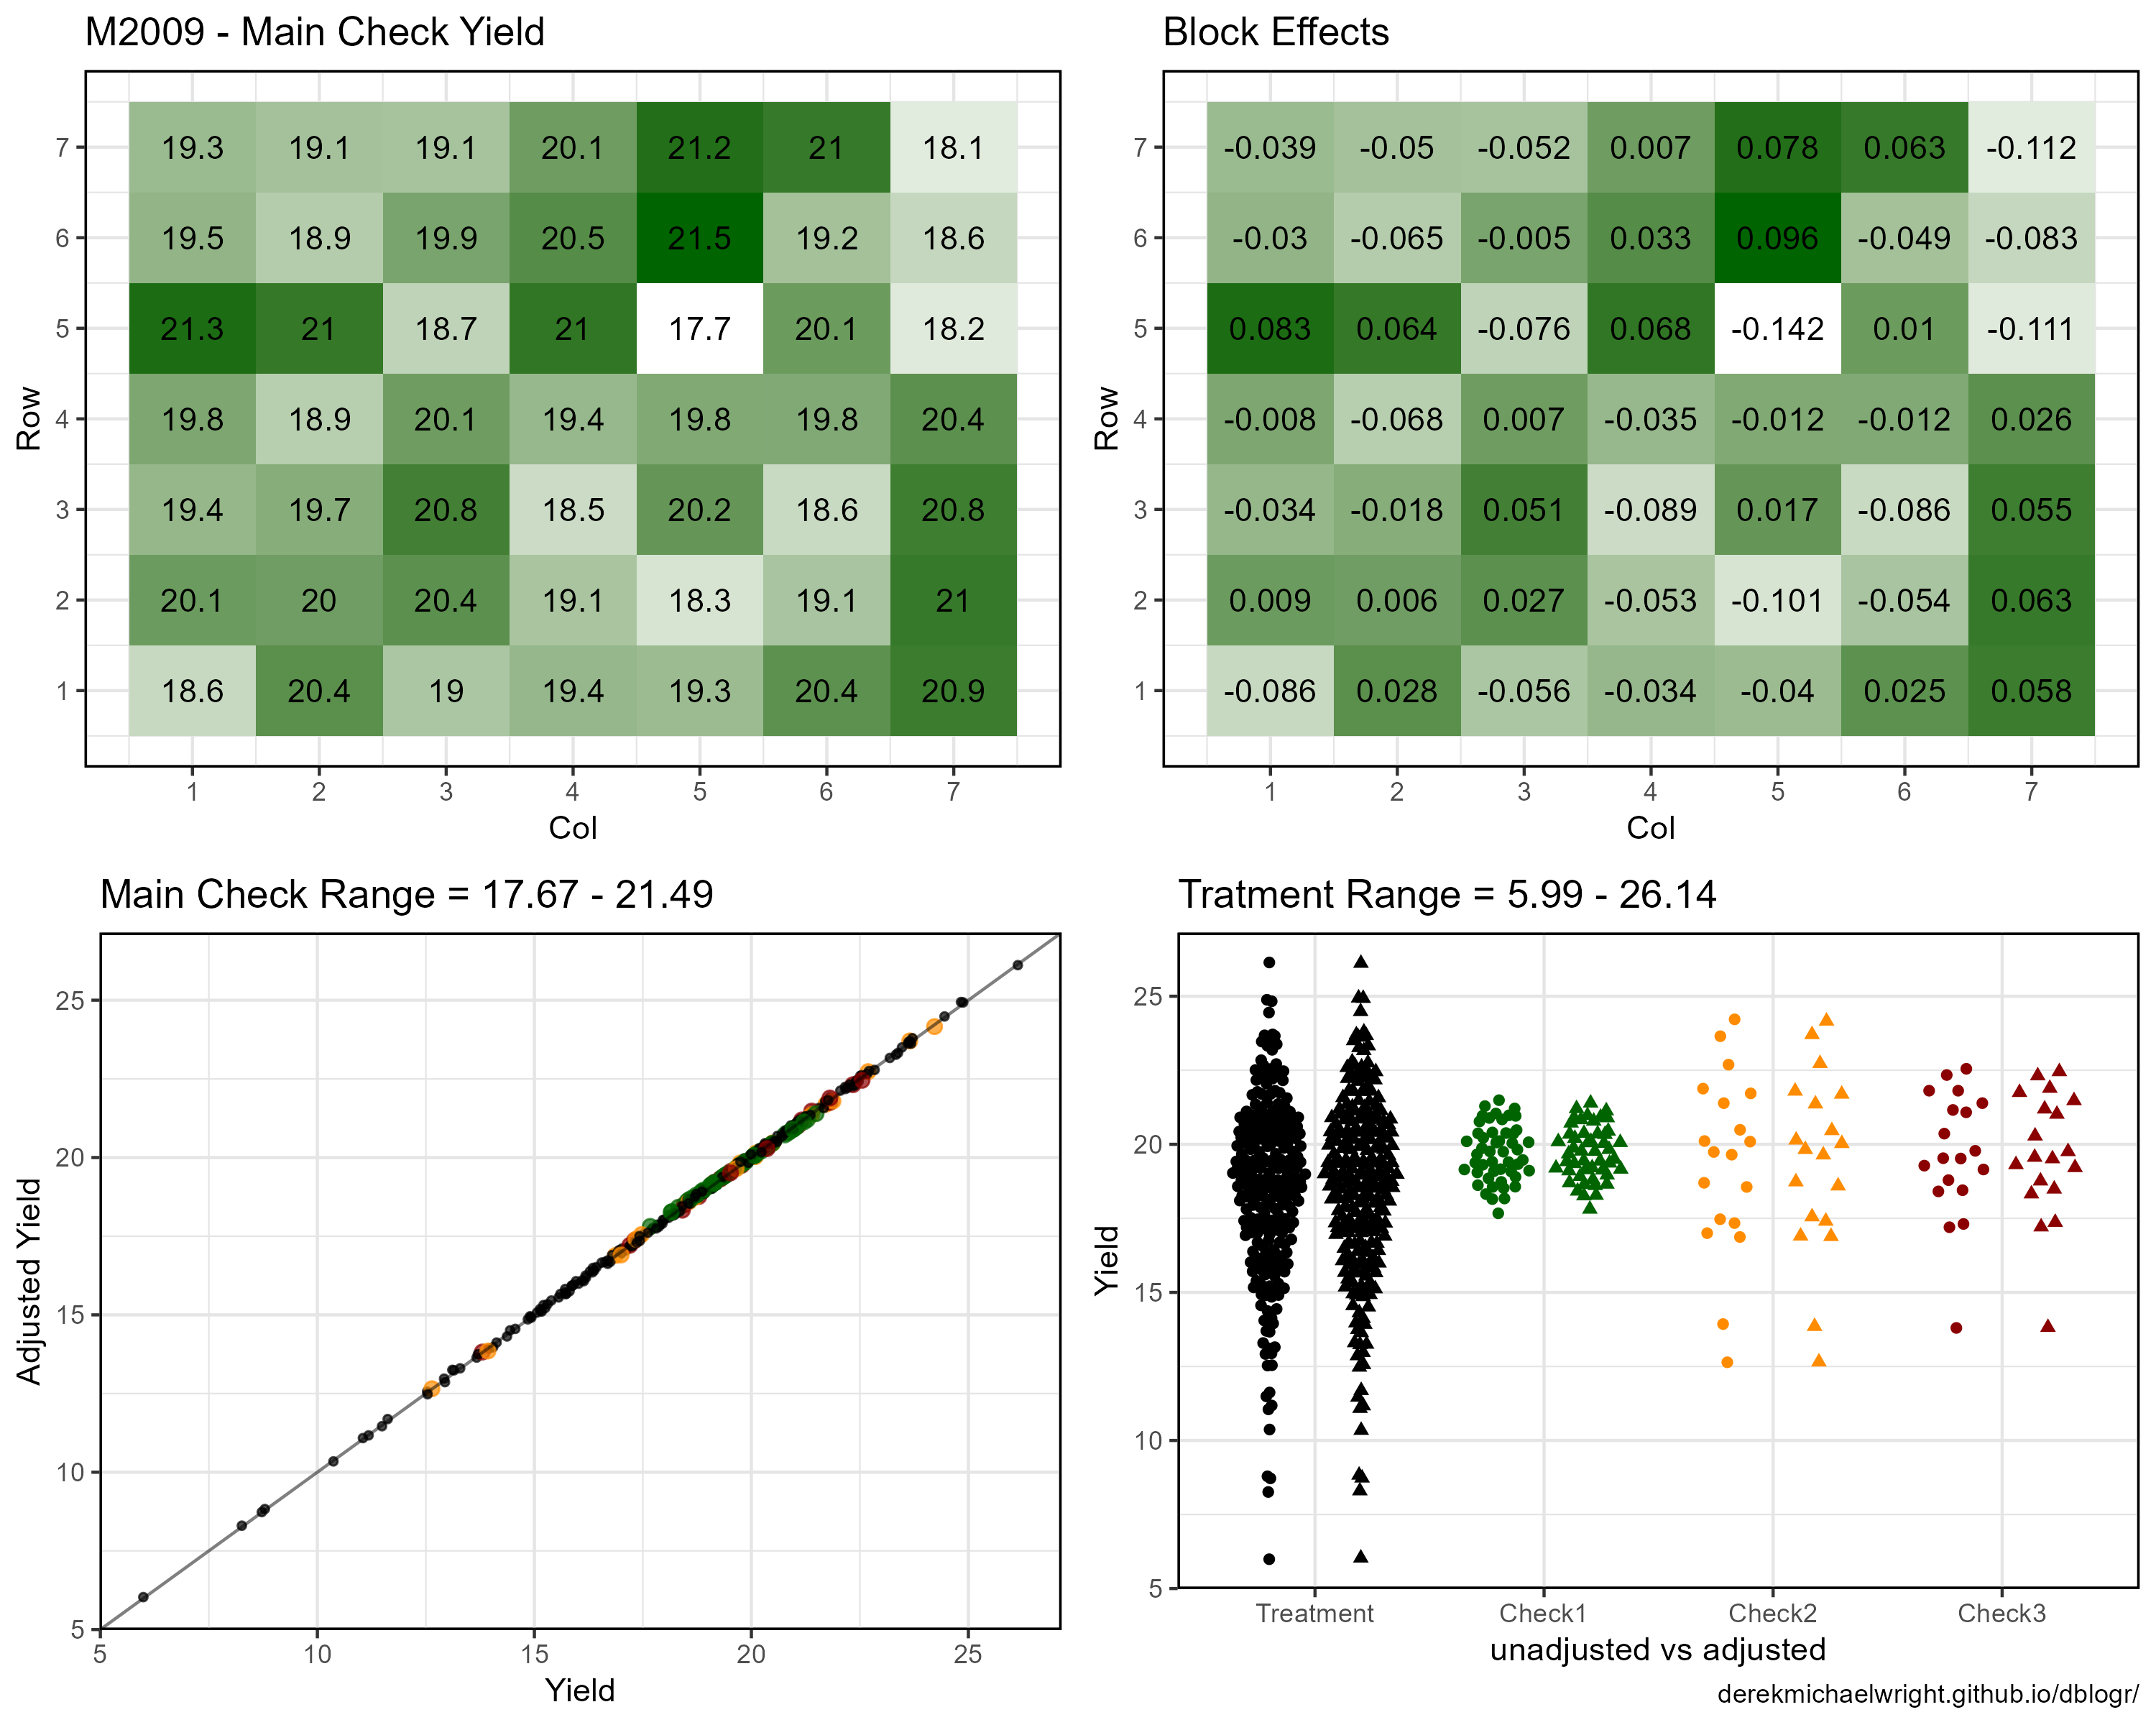 M2009 - Main Check Yield
Row
7 19.3 19.1 19.1 20.1 21.2 21 18.1
6 19.5 18.9 19.9 20.5 21.5 19.2 18.6
5 21.3 21 18.7 21 17.7 20.1 18.2
4 19.8 18.9 20.1 19.4 19.8 19.8 20.4
3 19.4 19.7 20.8 18.5 20.2 18.6 20.8
2 20.1 20 20.4 19.1 18.3 19.1 21
1 18.6 20.4 19 19.4 19.3 20.4 20.9
1 2 3 4 5 6 7
Col
Block Effects
Row
7 -0.039 -0.05 -0.052 0.007 0.078 0.063 -0.112
6 -0.03 -0.065 -0.005 0.033 0.096 -0.049 -0.083
5 0.083 0.064 -0.076 0.068 -0.142 0.01 -0.111
4 -0.008 -0.068 0.007 -0.035 -0.012 -0.012 0.026
3 -0.034 -0.018 0.051 -0.089 0.017 -0.086 0.055
2 0.009 0.006 0.027 -0.053 -0.101 -0.054 0.063
1 -0.086 0.028 -0.056 -0.034 -0.04 0.025 0.058
1 2 3 4 5 6 7
Col
Main Check Range = 17.67 - 21.49
Adjusted Yield
25
20
15
10
5
5 10 15 20 25
Yield
Tratment Range = 5.99 - 26.14
Yield
25
20
15
10
5
Treatment Check1 Check2 Check3
unadjusted vs adjusted
derekmichaelwright.github.io/dblogr/